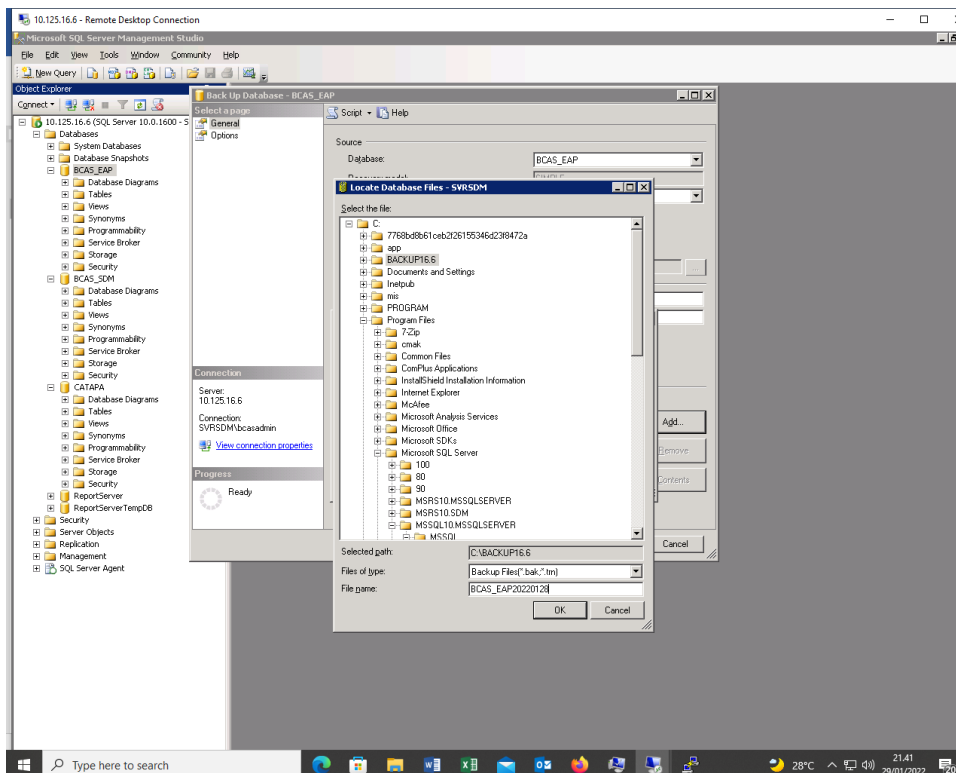 10.125.16.6 - Remote Desktop Connection
Microsoft SQL Server Management Studio
File Edit View Tools Window Community Help
New Query
Object Explorer
Connect
10.125.16.6 (SQL Server 10.0.1600 - S
Databases
System Databases
Database Snapshots
BCAS_EAP
Database Diagrams
Tables
Views
Synonyms
Programmability
Service Broker
Storage
Security
BCAS_SDM
Database Diagrams
Tables
Views
Synonyms
Programmability
Service Broker
Storage
Security
CATAPA
Database Diagrams
Tables
Views
Synonyms
Programmability
Service Broker
Storage
Security
ReportServer
ReportServerTempDB
Security
Server Objects
Replication
Management
SQL Server Agent
Back Up Database - BCAS_EAP
Select a page
General
Options
Script Help
Source
Database: BCAS_EAP
Connection
Server:
10.125.16.6
Connection:
SVRSDM\bcasadmin
View connection properties
Progress
Ready
Add...
Remove
Contents
Cancel
Locate Database Files - SVRSDM
Select the file:
C:
7768bd8b61ceb2f26155346d23f8472a
app
BACKUP16.6
Documents and Settings
Inetpub
mis
PROGRAM
Program Files
7-Zip
cmak
Common Files
ComPlus Applications
InstallShield Installation Information
Internet Explorer
McAfee
Microsoft Analysis Services
Microsoft Office
Microsoft SDKs
Microsoft SQL Server
100
80
90
MSRS10.MSSQLSERVER
MSRS10.SDM
MSSQL10.MSSQLSERVER
MSSQL
Selected path: C:\BACKUP16.6
Files of type: Backup Files(*.bak;*.trn)
File name: BCAS_EAP20220128
OK Cancel
Type here to search
28°C
21.41
29/01/2022